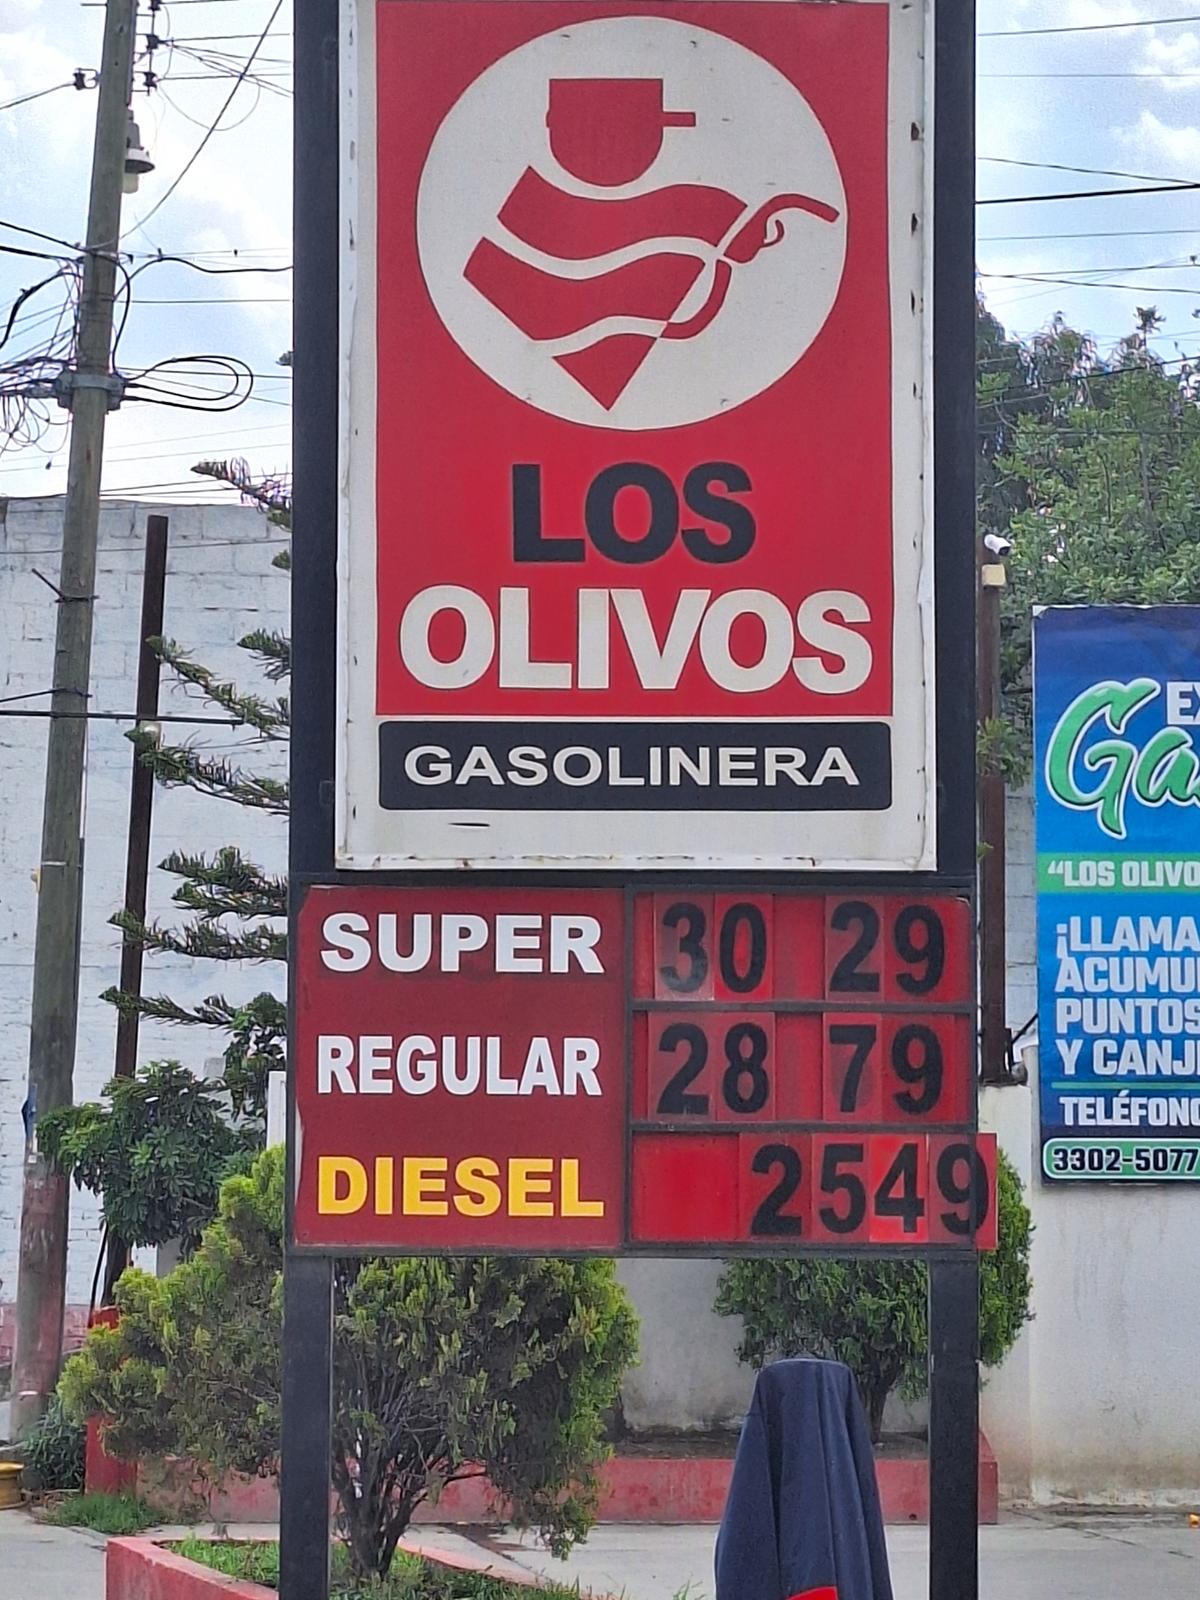 LOS
OLIVOS
GASOLINERA
SUPER 30 29
REGULAR 28 79
DIESEL 2549
"LOS OLIVO
¡LLAMA
ACUMU
PUNTOS
Y CANJ
TELÉFONO
3302-5077